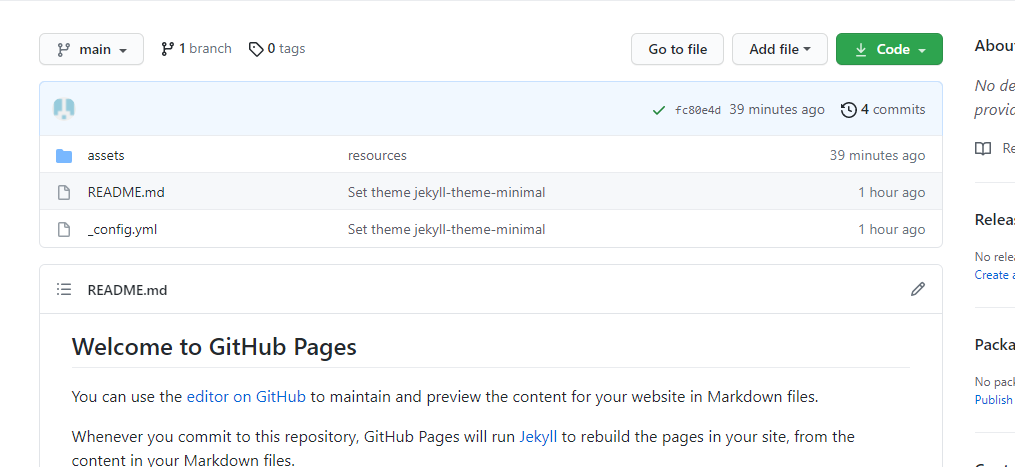 main 1 branch 0 tags Go to file Add file Code
fc80e4d 39 minutes ago 4 commits
assets resources 39 minutes ago
README.md Set theme jekyll-theme-minimal 1 hour ago
_config.yml Set theme jekyll-theme-minimal 1 hour ago
README.md
Welcome to GitHub Pages
You can use the editor on GitHub to maintain and preview the content for your website in Markdown files.
Whenever you commit to this repository, GitHub Pages will run Jekyll to rebuild the pages in your site, from the
content in your Markdown files.
About
No de
provid
Re
Relea
No rele
Create a
Packa
No pack
Publish